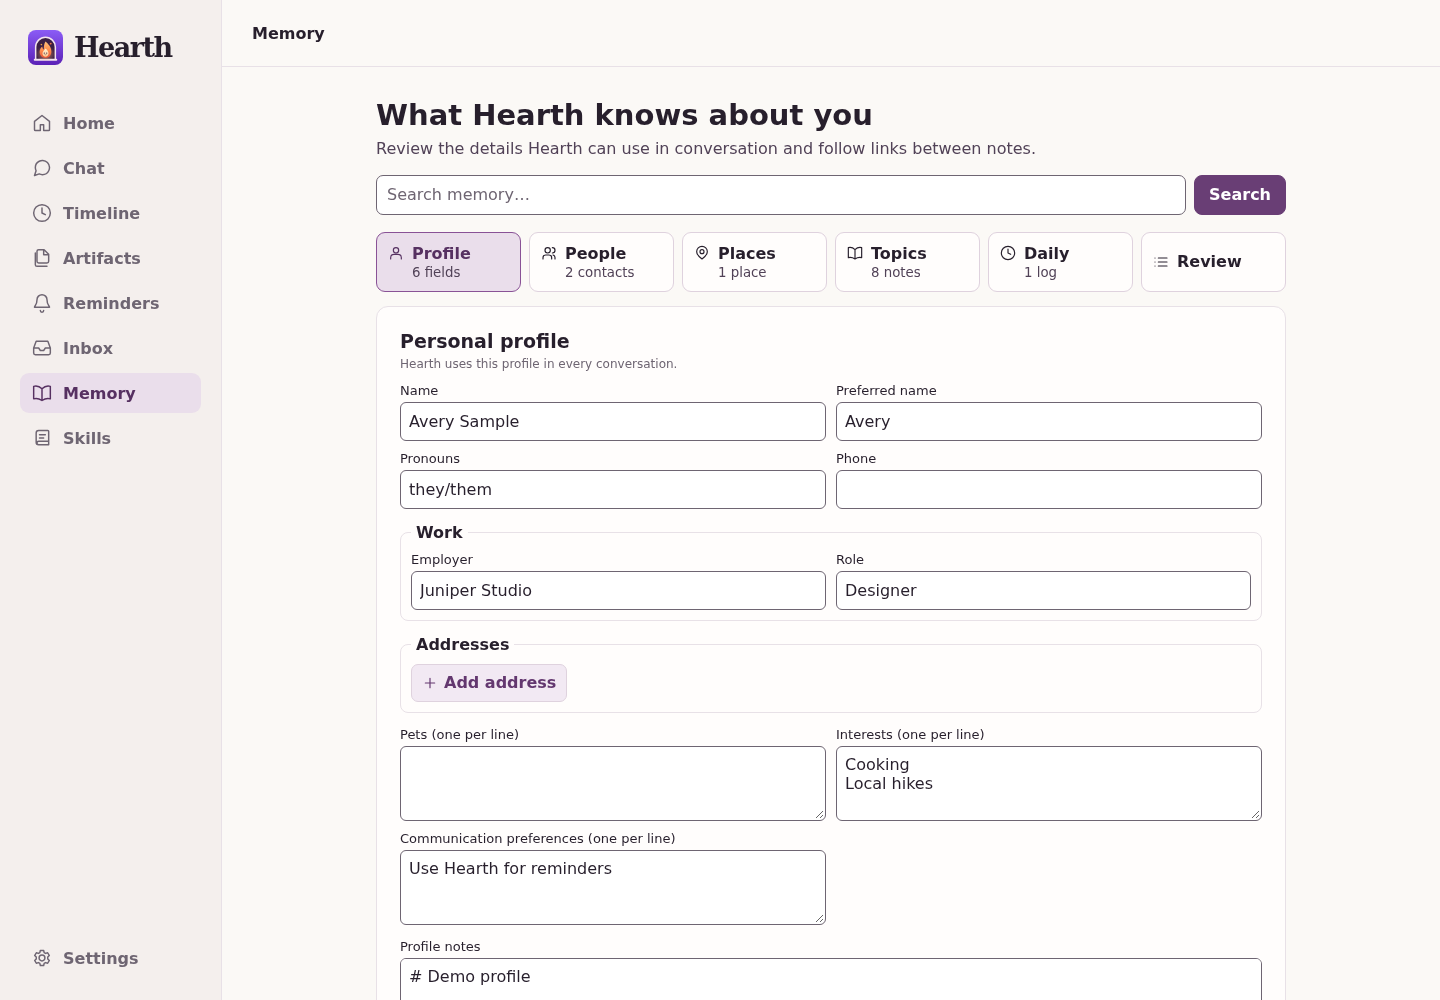 Hearth
Home
Chat
Timeline
Artifacts
Reminders
Inbox
Memory
Skills
Settings
Memory
What Hearth knows about you
Review the details Hearth can use in conversation and follow links between notes.
Search memory…
Search
Profile
6 fields
People
2 contacts
Places
1 place
Topics
8 notes
Daily
1 log
Review
Personal profile
Hearth uses this profile in every conversation.
Name
Avery Sample
Preferred name
Avery
Pronouns
they/them
Phone
Work
Employer
Juniper Studio
Role
Designer
Addresses
Add address
Pets (one per line)
Interests (one per line)
Cooking
Local hikes
Communication preferences (one per line)
Use Hearth for reminders
Profile notes
# Demo profile